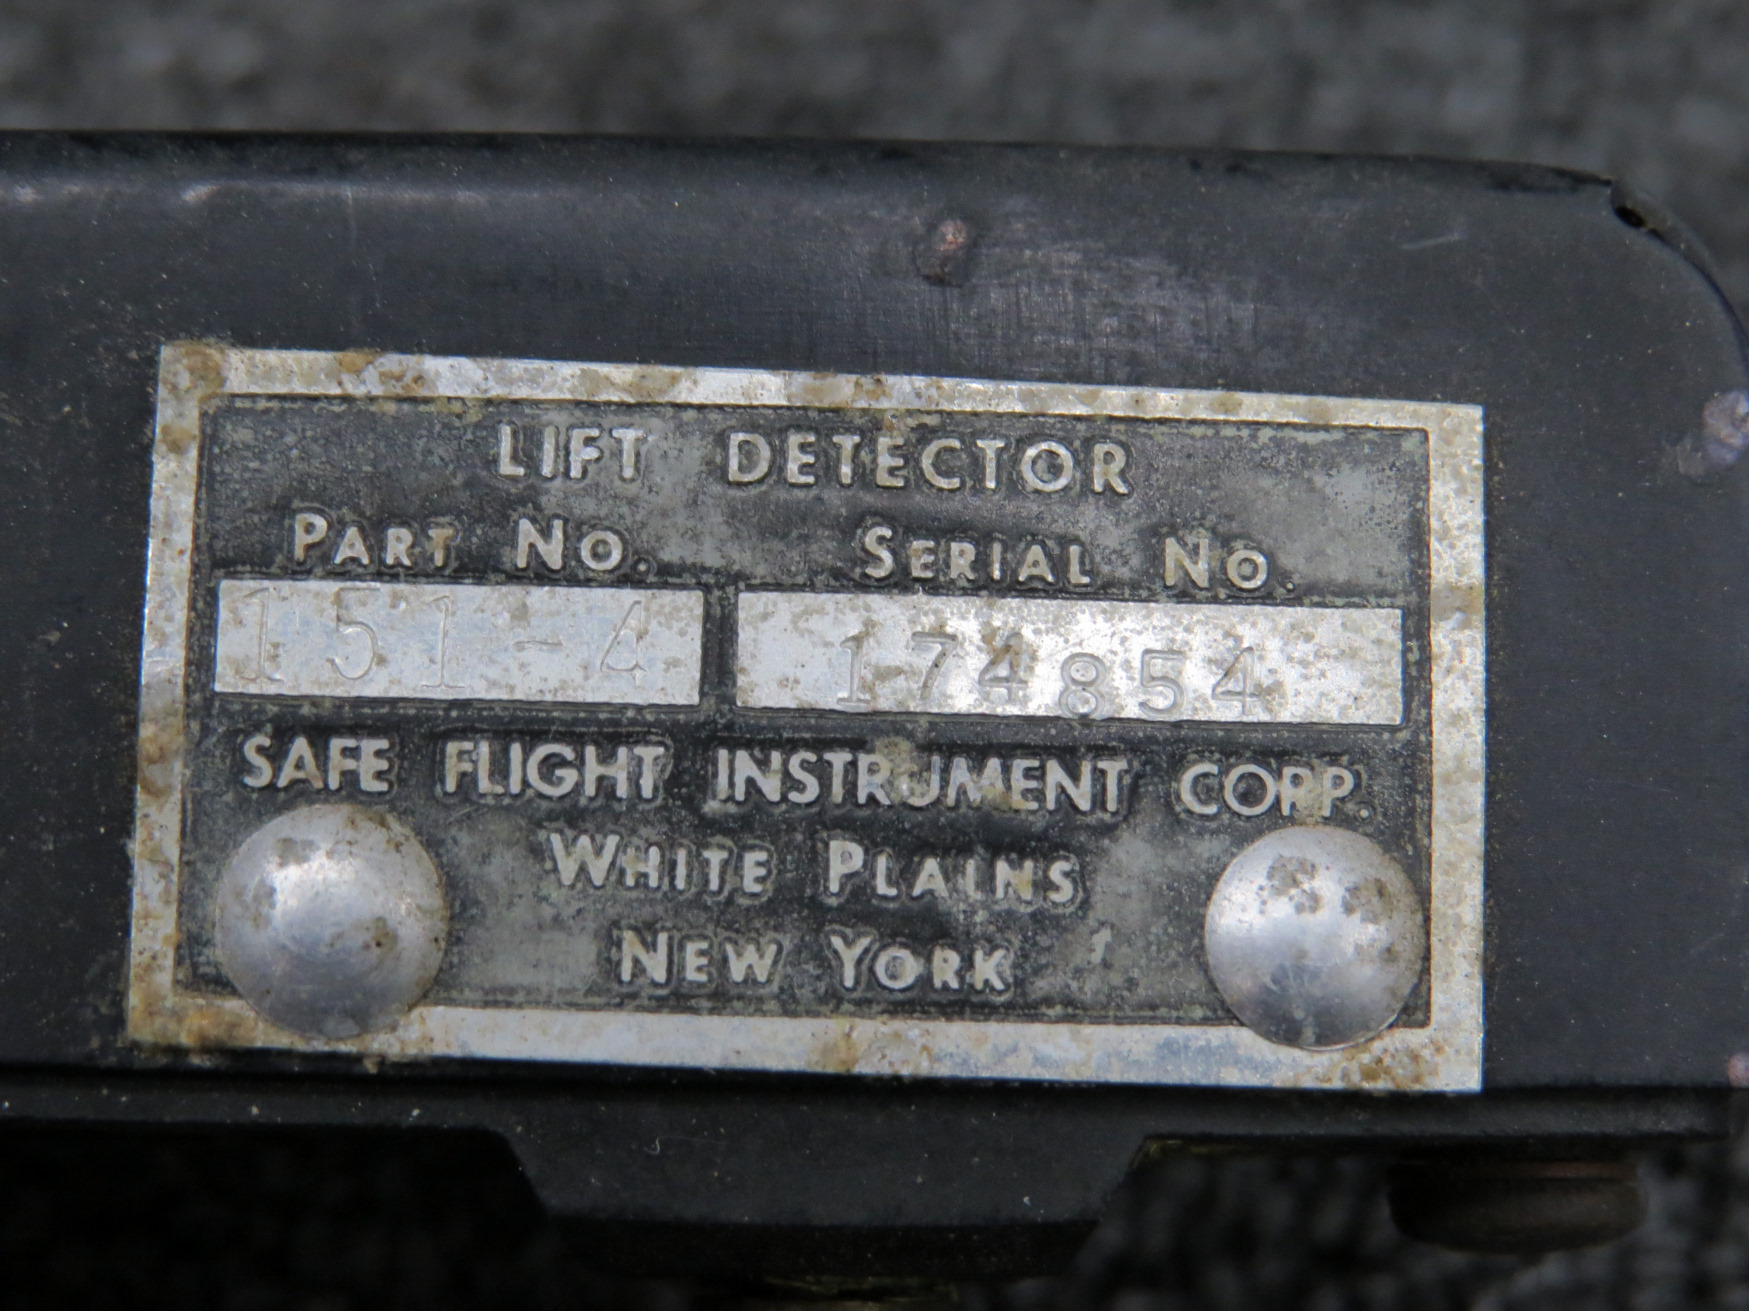 LIFT DETECTOR
PART NO. SERIAL NO.
151-4 174854
SAFE FLIGHT INSTRUMENT CORP.
WHITE PLAINS
NEW YORK